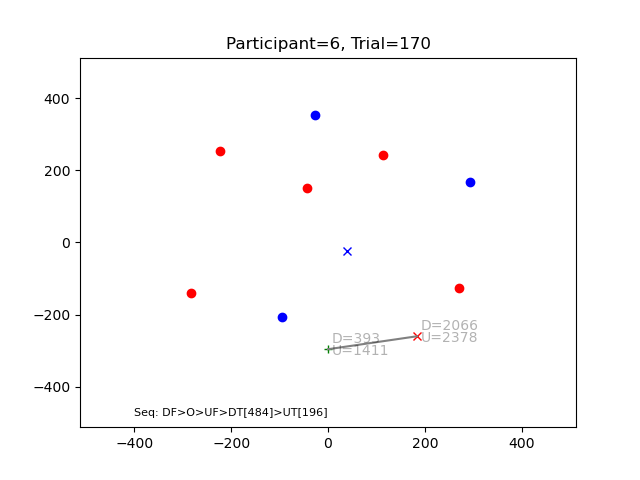 Participant=6, Trial=170
400
200
0
−200
−400
D=2066
U=2378
D=393
U=1411
Seq: DF>O>UF>DT[484]>UT[196]
−400 −200 0 200 400